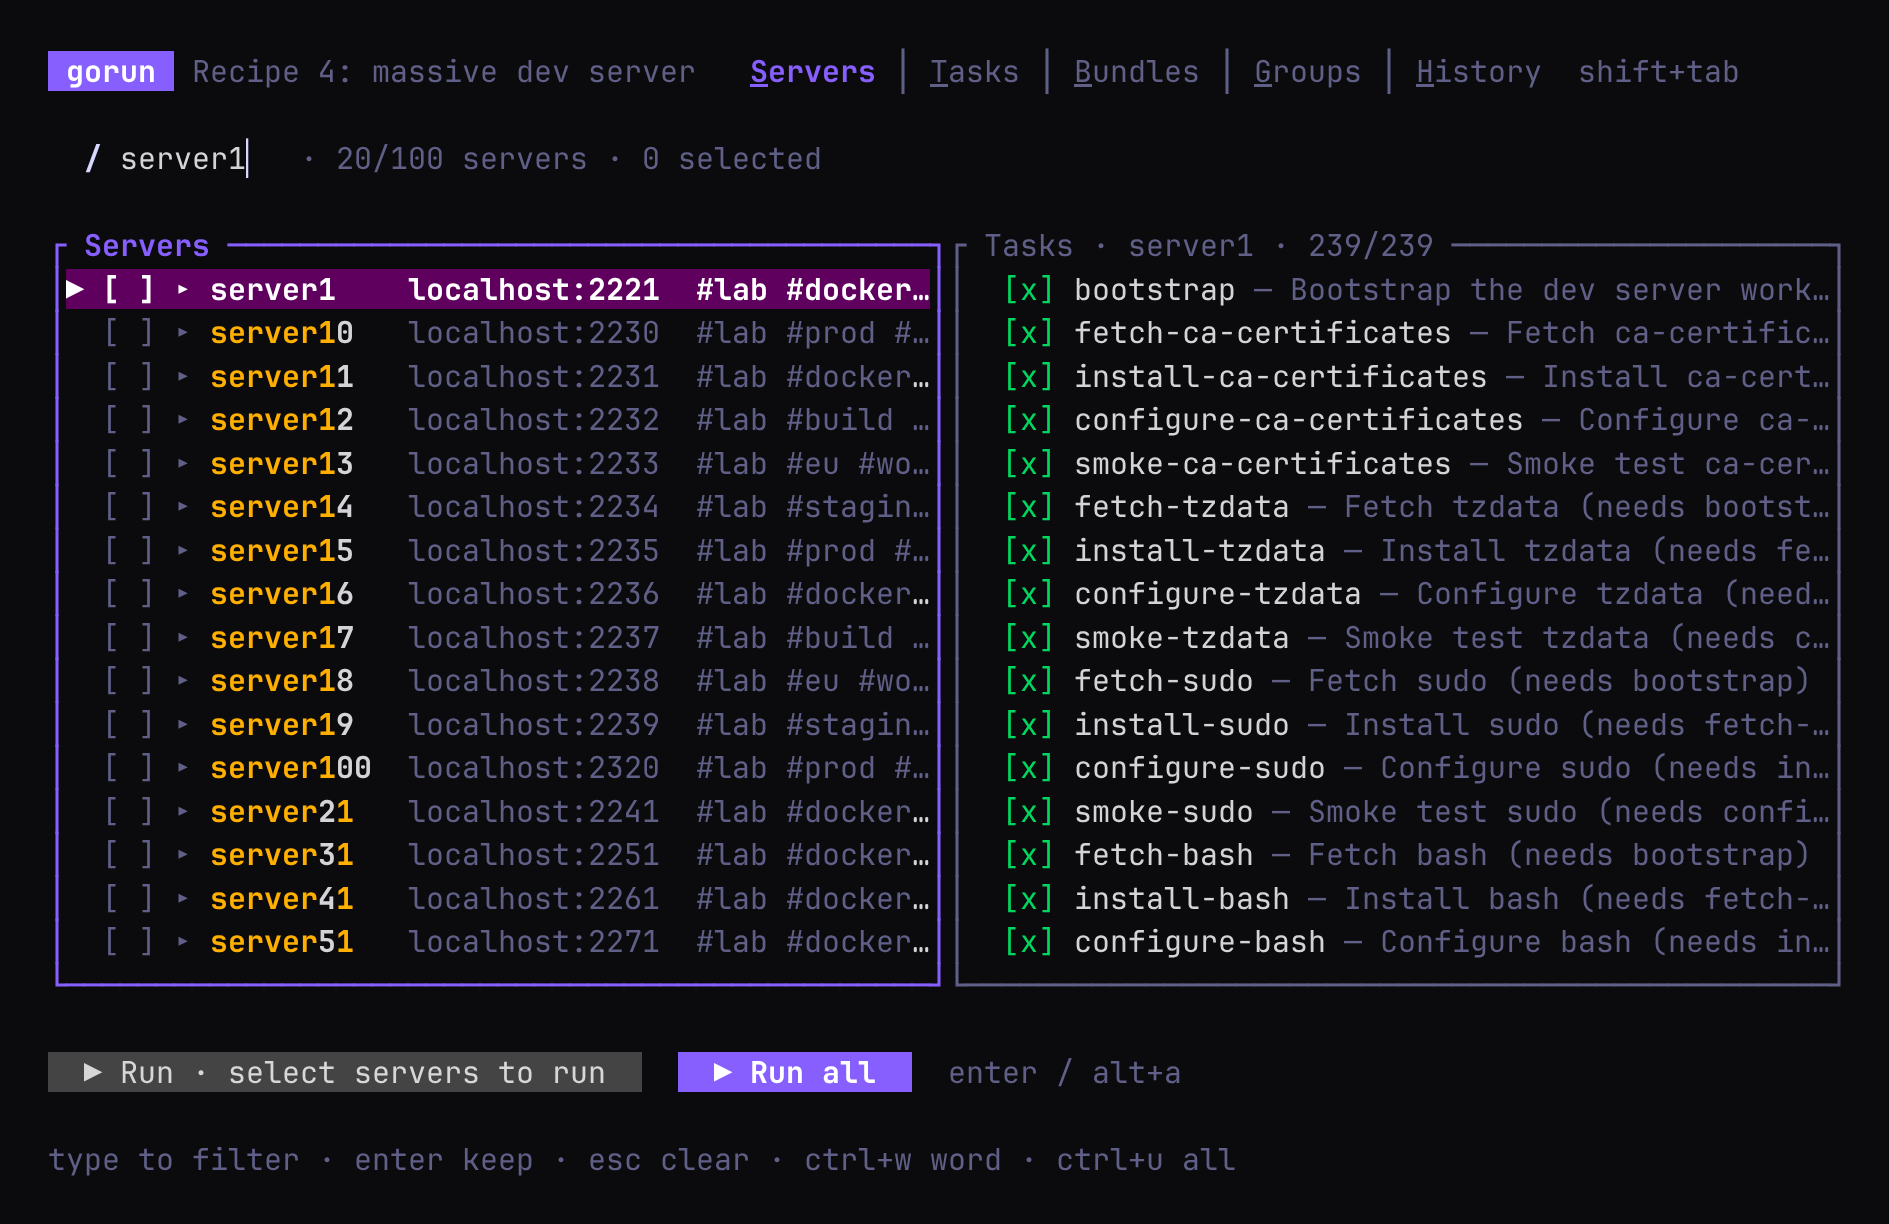 gorun Recipe 4: massive dev server Servers │ Tasks │ Bundles │ Groups │ History shift+tab
/ server1 · 20/100 servers · 0 selected
Servers
▶ [ ] ▸ server1 localhost:2221 #lab #docker…
[ ] ▸ server10 localhost:2230 #lab #prod #…
[ ] ▸ server11 localhost:2231 #lab #docker…
[ ] ▸ server12 localhost:2232 #lab #build …
[ ] ▸ server13 localhost:2233 #lab #eu #wo…
[ ] ▸ server14 localhost:2234 #lab #stagin…
[ ] ▸ server15 localhost:2235 #lab #prod #…
[ ] ▸ server16 localhost:2236 #lab #docker…
[ ] ▸ server17 localhost:2237 #lab #build …
[ ] ▸ server18 localhost:2238 #lab #eu #wo…
[ ] ▸ server19 localhost:2239 #lab #stagin…
[ ] ▸ server100 localhost:2320 #lab #prod #…
[ ] ▸ server21 localhost:2241 #lab #docker…
[ ] ▸ server31 localhost:2251 #lab #docker…
[ ] ▸ server41 localhost:2261 #lab #docker…
[ ] ▸ server51 localhost:2271 #lab #docker…
Tasks · server1 · 239/239
[x] bootstrap — Bootstrap the dev server work…
[x] fetch-ca-certificates — Fetch ca-certific…
[x] install-ca-certificates — Install ca-cert…
[x] configure-ca-certificates — Configure ca-…
[x] smoke-ca-certificates — Smoke test ca-cer…
[x] fetch-tzdata — Fetch tzdata (needs bootst…
[x] install-tzdata — Install tzdata (needs fe…
[x] configure-tzdata — Configure tzdata (need…
[x] smoke-tzdata — Smoke test tzdata (needs c…
[x] fetch-sudo — Fetch sudo (needs bootstrap)
[x] install-sudo — Install sudo (needs fetch-…
[x] configure-sudo — Configure sudo (needs in…
[x] smoke-sudo — Smoke test sudo (needs confi…
[x] fetch-bash — Fetch bash (needs bootstrap)
[x] install-bash — Install bash (needs fetch-…
[x] configure-bash — Configure bash (needs in…
▶ Run · select servers to run ▶ Run all enter / alt+a
type to filter · enter keep · esc clear · ctrl+w word · ctrl+u all